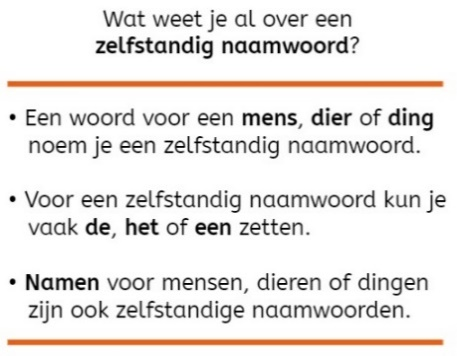 Wat weet je al over een
zelfstandig naamwoord?
• Een woord voor een mens, dier of ding
noem je een zelfstandig naamwoord.
• Voor een zelfstandig naamwoord kun je
vaak de, het of een zetten.
• Namen voor mensen, dieren of dingen
zijn ook zelfstandige naamwoorden.